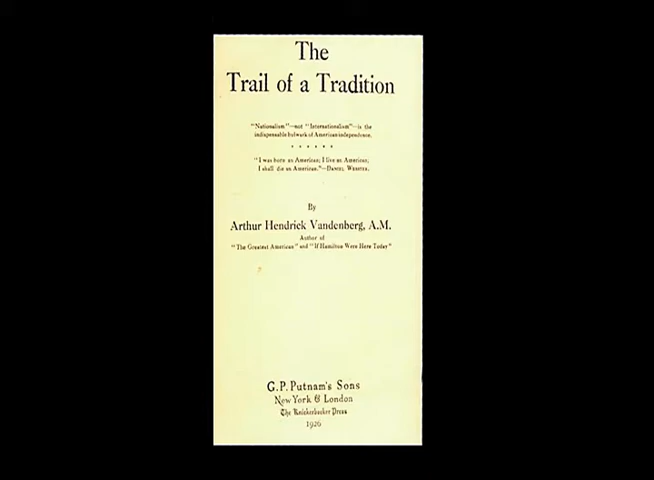 The
Trail of a Tradition
"Nationalism"—not "Internationalism"—is the
indispensable bulwark of American independence.
"I was born an American; I live an American;
I shall die an American."—DANIEL WEBSTER.
By
Arthur Hendrick Vandenberg, A.M.
Author of
"The Greatest American" and "If Hamilton Were Here Today"
G. P. Putnam's Sons
New York & London
The Knickerbocker Press
1926